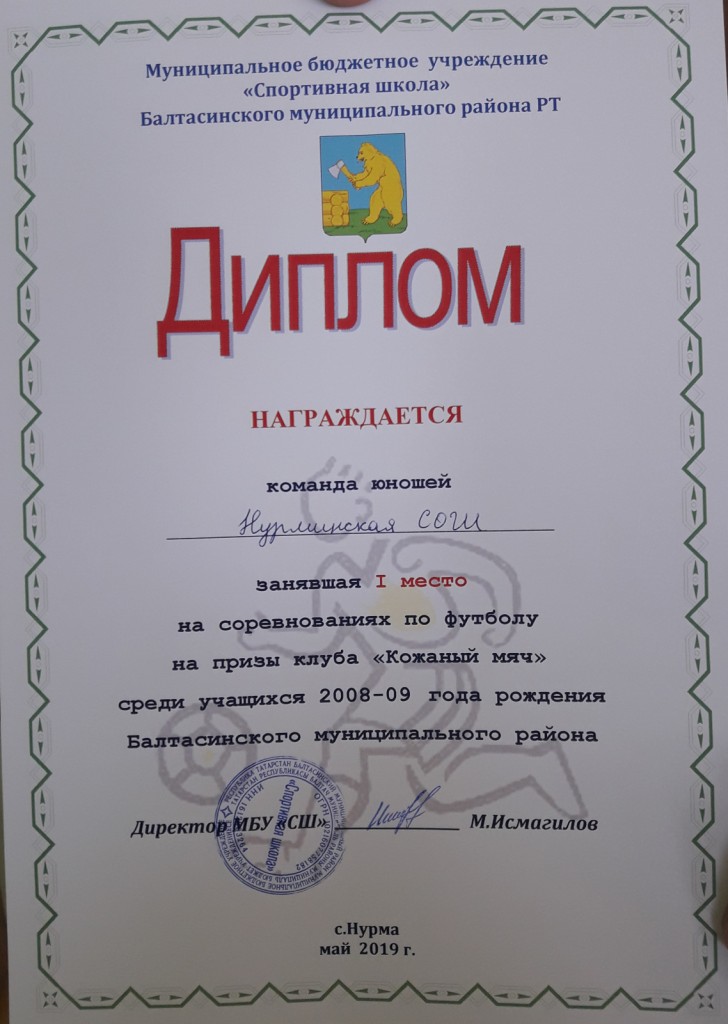 Муниципальное бюджетное учреждение
«Спортивная школа»
Балтасинского муниципального района РТ
Диплом
НАГРАЖДАЕТСЯ
команда юношей
Нурминская СОШ
занявшая I место
на соревнованиях по футболу
на призы клуба «Кожаный мяч»
среди учащихся 2008-09 года рождения
Балтасинского муниципального района
Директор МБУ «СШ» М.Исмагилов
«Спортивная школа»
с.Нурма
май 2019 г.